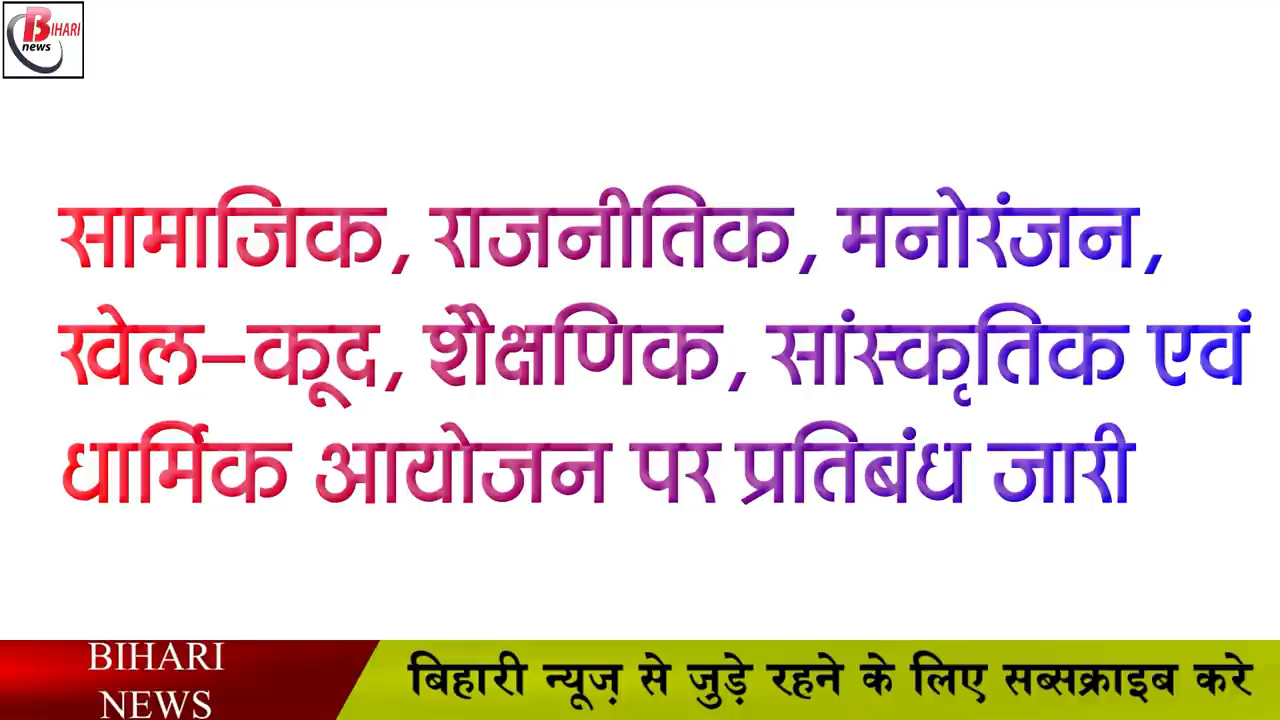 BIHARI
news
सामाजिक, राजनीतिक, मनोरंजन,
खेल-कूद, शैक्षणिक, सांस्कृतिक एवं
धार्मिक आयोजन पर प्रतिबंध जारी
BIHARI
NEWS
बिहारी न्यूज़ से जुड़े रहने के लिए सब्सक्राइब करे